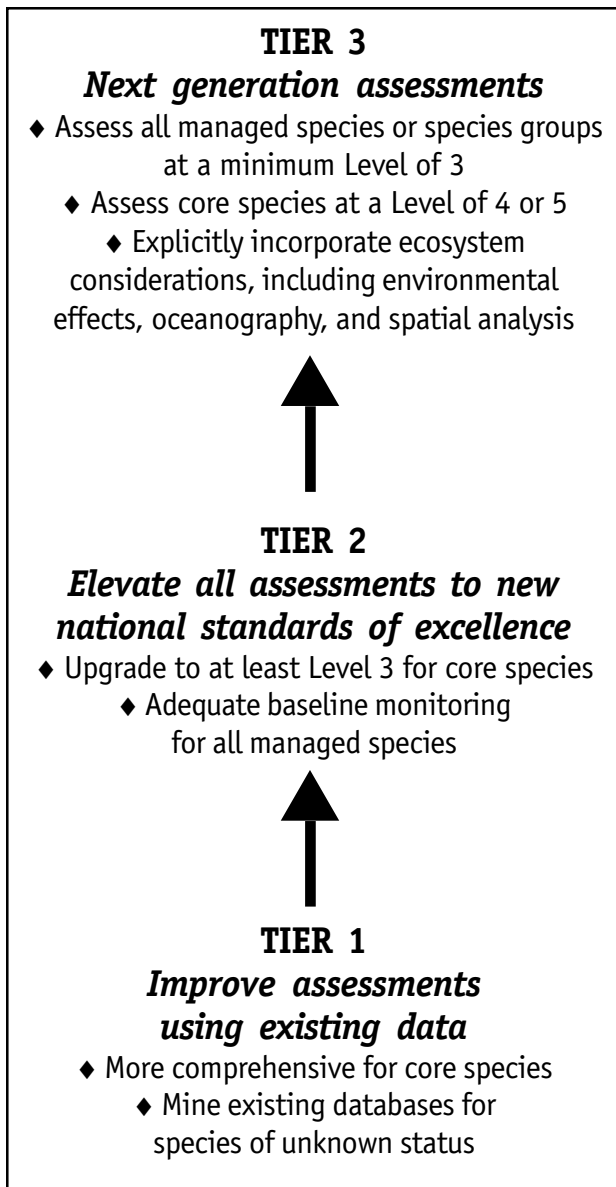 TIER 3
Next generation assessments
♦ Assess all managed species or species groups
at a minimum Level of 3
♦ Assess core species at a Level of 4 or 5
♦ Explicitly incorporate ecosystem
considerations, including environmental
effects, oceanography, and spatial analysis
TIER 2
Elevate all assessments to new
national standards of excellence
♦ Upgrade to at least Level 3 for core species
♦ Adequate baseline monitoring
for all managed species
TIER 1
Improve assessments
using existing data
♦ More comprehensive for core species
♦ Mine existing databases for
species of unknown status